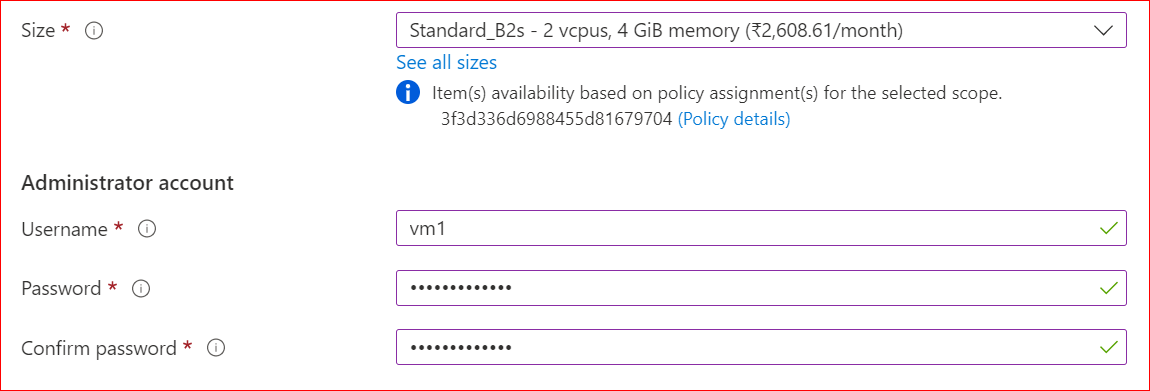 Size * Standard_B2s - 2 vcpus, 4 GiB memory (₹2,608.61/month)
See all sizes
Item(s) availability based on policy assignment(s) for the selected scope.
3f3d336d6988455d81679704 (Policy details)
Administrator account
Username * vm1
Password * •••••••••••••
Confirm password * •••••••••••••